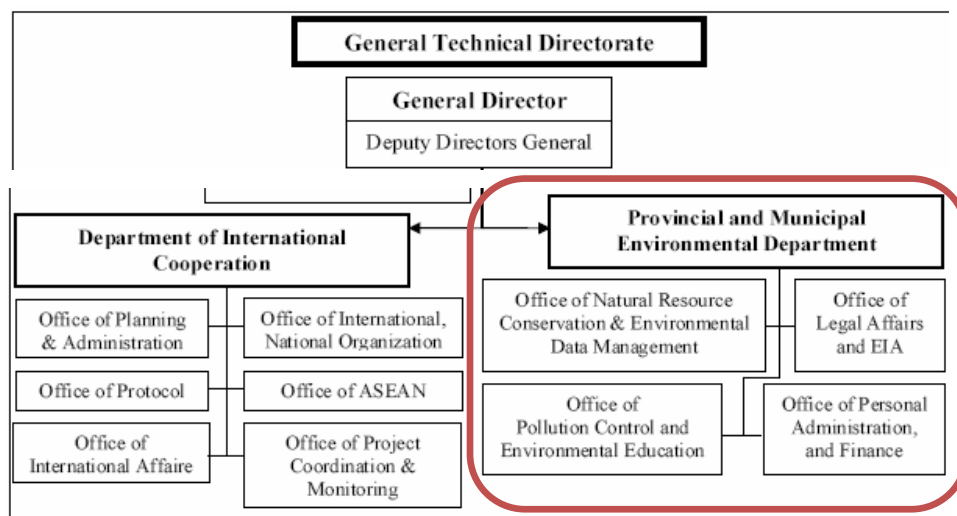 General Technical Directorate
General Director
Deputy Directors General
Department of International
Cooperation
Office of Planning
& Administration
Office of International,
National Organization
Office of Protocol
Office of ASEAN
Office of
International Affaire
Office of Project
Coordination &
Monitoring
Provincial and Municipal
Environmental Department
Office of Natural Resource
Conservation & Environmental
Data Management
Office of
Legal Affairs
and EIA
Office of
Pollution Control and
Environmental Education
Office of Personal
Administration,
and Finance